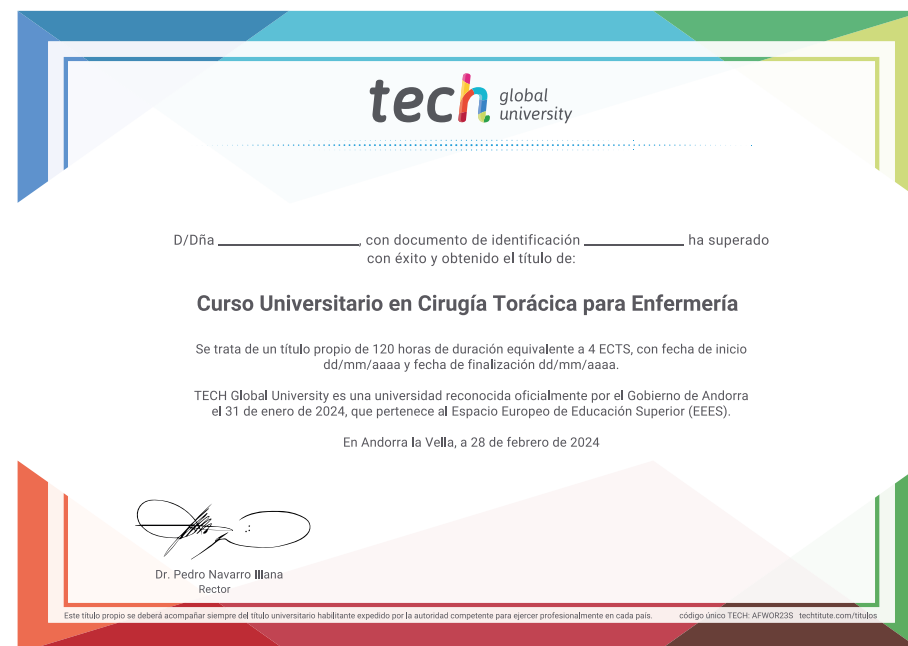 tech global university
D/Dña ____________________, con documento de identificación ______________ ha superado
con éxito y obtenido el título de:
Curso Universitario en Cirugía Torácica para Enfermería
Se trata de un título propio de 120 horas de duración equivalente a 4 ECTS, con fecha de inicio
dd/mm/aaaa y fecha de finalización dd/mm/aaaa.
TECH Global University es una universidad reconocida oficialmente por el Gobierno de Andorra
el 31 de enero de 2024, que pertenece al Espacio Europeo de Educación Superior (EEES).
En Andorra la Vella, a 28 de febrero de 2024
Dr. Pedro Navarro Illana
Rector
Este título propio se deberá acompañar siempre del título universitario habilitante expedido por la autoridad competente para ejercer profesionalmente en cada país. código único TECH: AFWOR23S techtitute.com/titulos